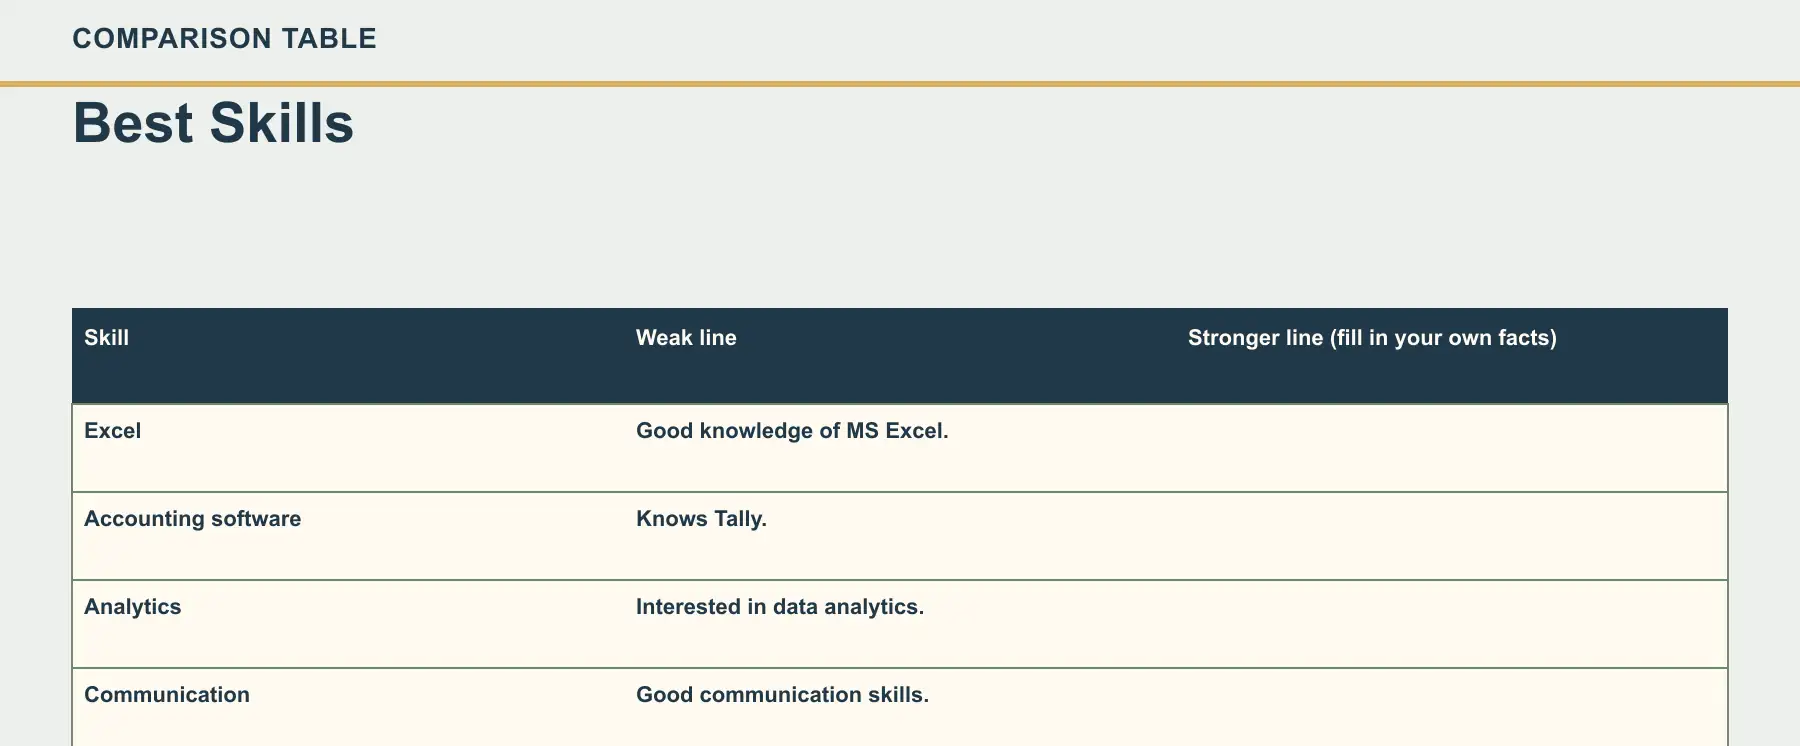 COMPARISON TABLE
Best Skills
Skill Weak line Stronger line (fill in your own facts)
Excel Good knowledge of MS Excel.
Accounting software Knows Tally.
Analytics Interested in data analytics.
Communication Good communication skills.